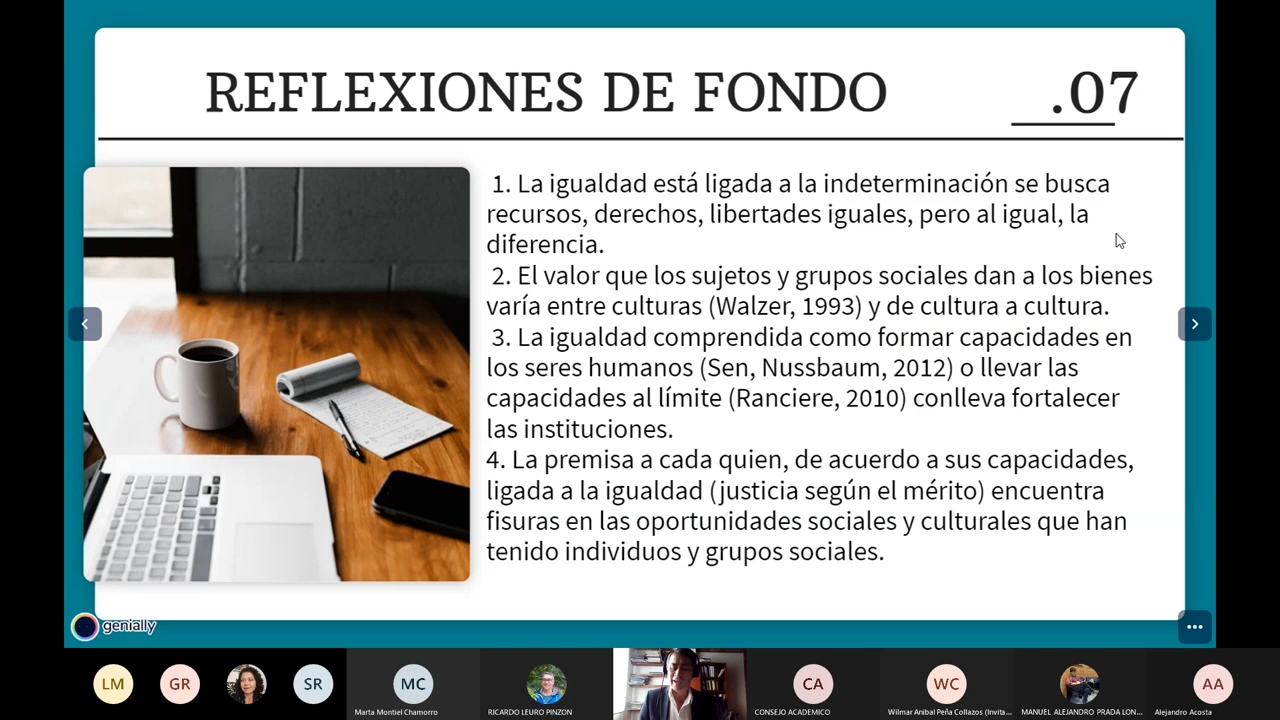 REFLEXIONES DE FONDO
.07
1. La igualdad está ligada a la indeterminación se busca
recursos, derechos, libertades iguales, pero al igual, la
diferencia.
2. El valor que los sujetos y grupos sociales dan a los bienes
varía entre culturas (Walzer, 1993) y de cultura a cultura.
3. La igualdad comprendida como formar capacidades en
los seres humanos (Sen, Nussbaum, 2012) o llevar las
capacidades al límite (Ranciere, 2010) conlleva fortalecer
las instituciones.
4. La premisa a cada quien, de acuerdo a sus capacidades,
ligada a la igualdad (justicia según el mérito) encuentra
fisuras en las oportunidades sociales y culturales que han
tenido individuos y grupos sociales.
genially
LM
GR
SR
MC
CA
WC
AA
Marta Montiel Chamorro
RICARDO LEURO PINZON
CONSEJO ACADEMICO
Wilmar Anibal Peña Collazos (Invita...
MANUEL ALEJANDRO PRADA LON...
Alejandro Acosta